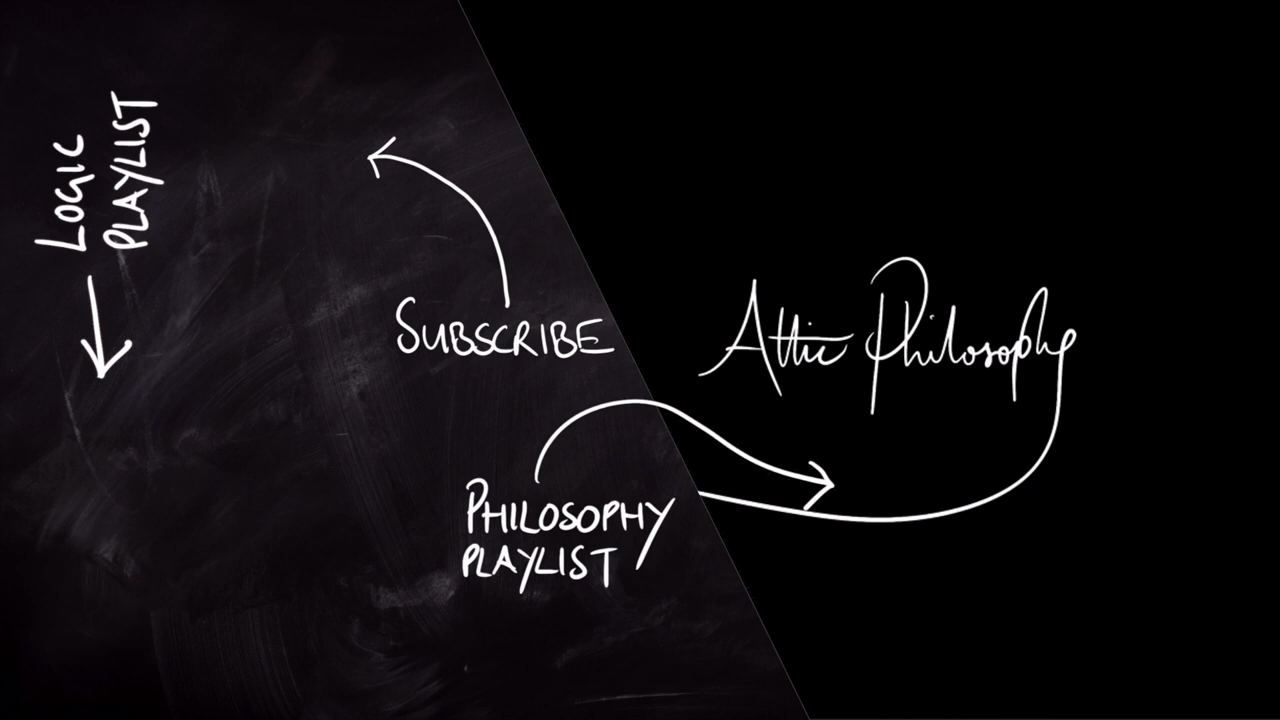 LOGIC
PLAYLIST
SUBSCRIBE
Attic Philosophy
PHILOSOPHY
PLAYLIST